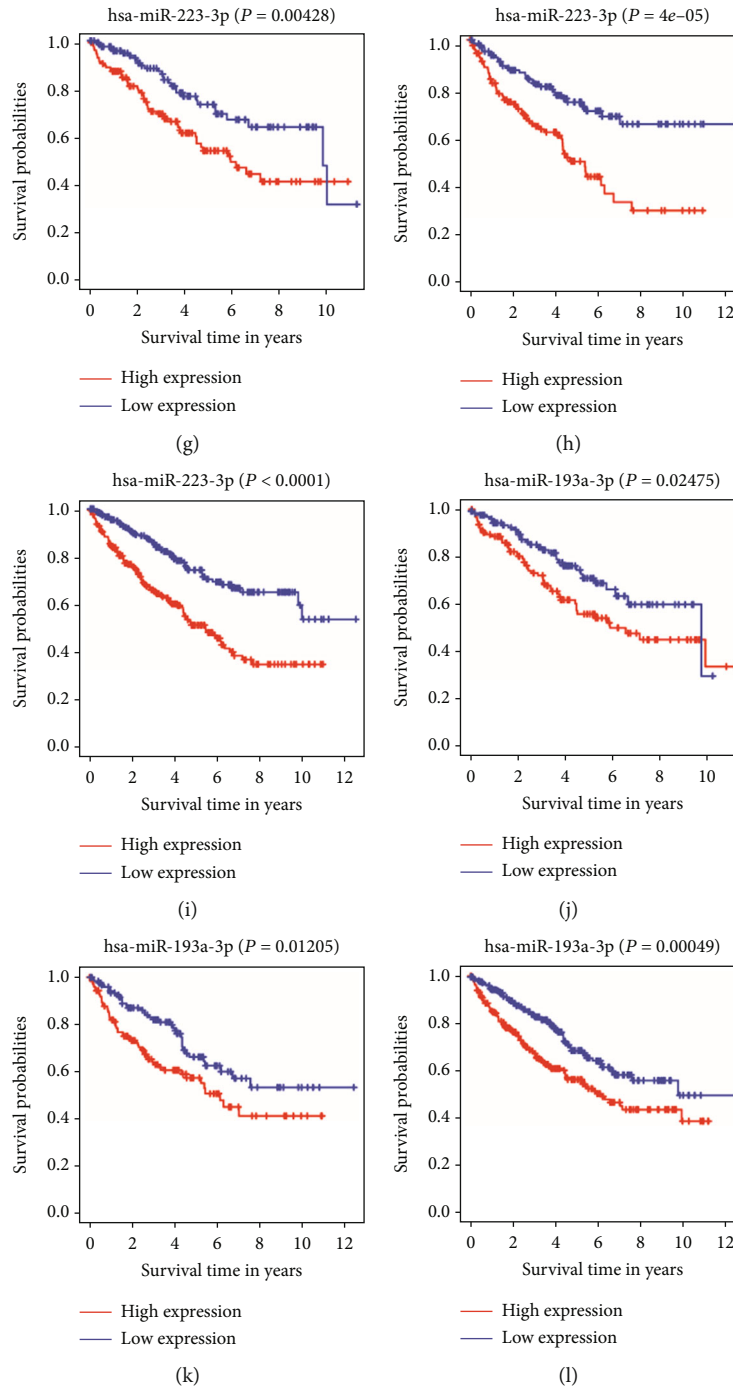 hsa-miR-223-3p (P = 0.00428)
Survival probabilities
1.0
0.8
0.6
0.4
0.2
0.0
0 2 4 6 8 10
Survival time in years
High expression
Low expression
(g)
hsa-miR-223-3p (P = 4e–05)
Survival probabilities
1.0
0.8
0.6
0.4
0.2
0.0
0 2 4 6 8 10 12
Survival time in years
High expression
Low expression
(h)
hsa-miR-223-3p (P < 0.0001)
Survival probabilities
1.0
0.8
0.6
0.4
0.2
0.0
0 2 4 6 8 10 12
Survival time in years
High expression
Low expression
(i)
hsa-miR-193a-3p (P = 0.02475)
Survival probabilities
1.0
0.8
0.6
0.4
0.2
0.0
0 2 4 6 8 10
Survival time in years
High expression
Low expression
(j)
hsa-miR-193a-3p (P = 0.01205)
Survival probabilities
1.0
0.8
0.6
0.4
0.2
0.0
0 2 4 6 8 10 12
Survival time in years
High expression
Low expression
(k)
hsa-miR-193a-3p (P = 0.00049)
Survival probabilities
1.0
0.8
0.6
0.4
0.2
0.0
0 2 4 6 8 10 12
Survival time in years
High expression
Low expression
(l)